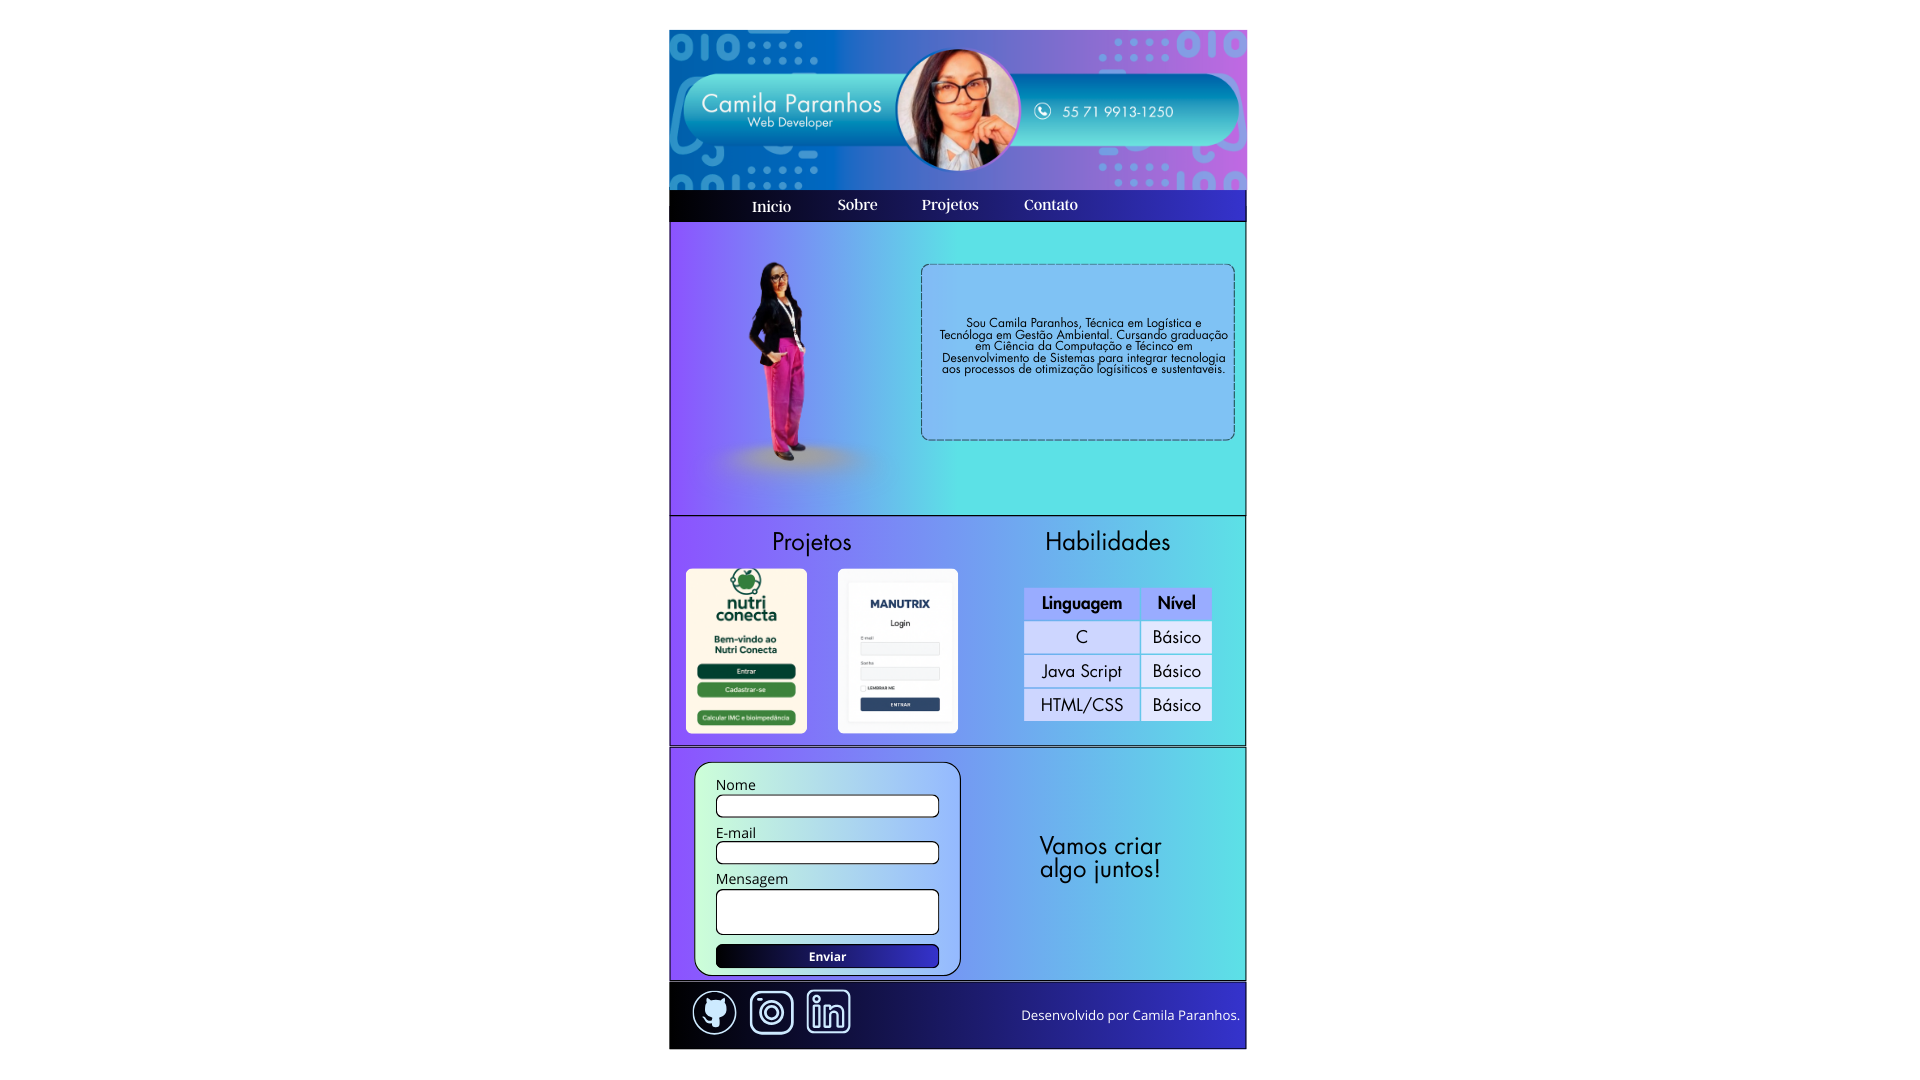 Camila Paranhos
Web Developer
55 71 9913-1250
Inicio Sobre Projetos Contato
Sou Camila Paranhos, Técnica em Logística e
Tecnóloga em Gestão Ambiental. Cursando graduação
em Ciência da Computação e Técinco em
Desenvolvimento de Sistemas para integrar tecnologia
aos processos de otimização logísiticos e sustentaveis.
Projetos
nutri
conecta
Bem-vindo ao
Nutri Conecta
Entrar
Cadastrar-se
Calcular IMC e bioimpedância
MANUTRIX
Login
E-mail
Senha
LEMBRAR ME
ENTRAR
Habilidades
Linguagem Nível
C Básico
Java Script Básico
HTML/CSS Básico
Nome
E-mail
Mensagem
Enviar
Vamos criar
algo juntos!
in
Desenvolvido por Camila Paranhos.